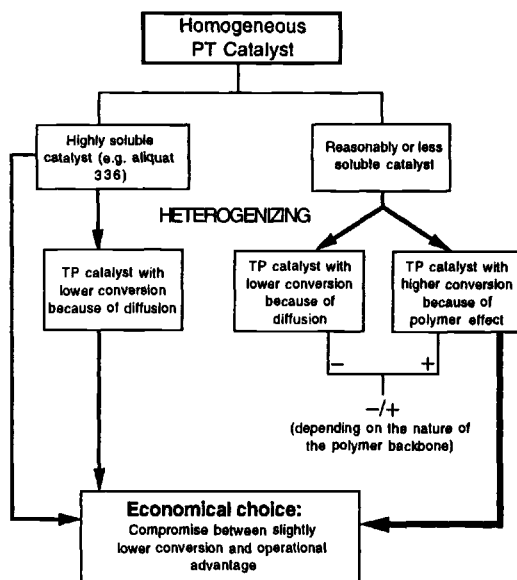 Homogeneous
PT Catalyst
Highly soluble
catalyst (e.g. aliquat
336)
Reasonably or less
soluble catalyst
HETEROGENIZING
TP catalyst with
lower conversion
because of diffusion
TP catalyst with
lower conversion
because of
diffusion
TP catalyst with
higher conversion
because of
polymer effect
− +
−/+
(depending on the nature of
the polymer backbone)
Economical choice:
Compromise between slightly
lower conversion and operational
advantage